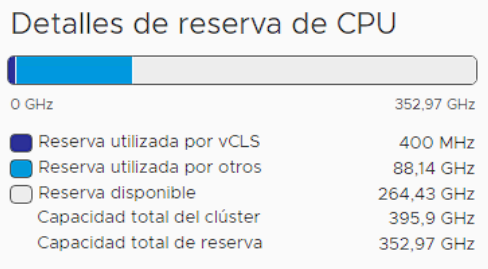 Detalles de reserva de CPU
0 GHz 352,97 GHz
Reserva utilizada por vCLS 400 MHz
Reserva utilizada por otros 88,14 GHz
Reserva disponible 264,43 GHz
Capacidad total del clúster 395,9 GHz
Capacidad total de reserva 352,97 GHz